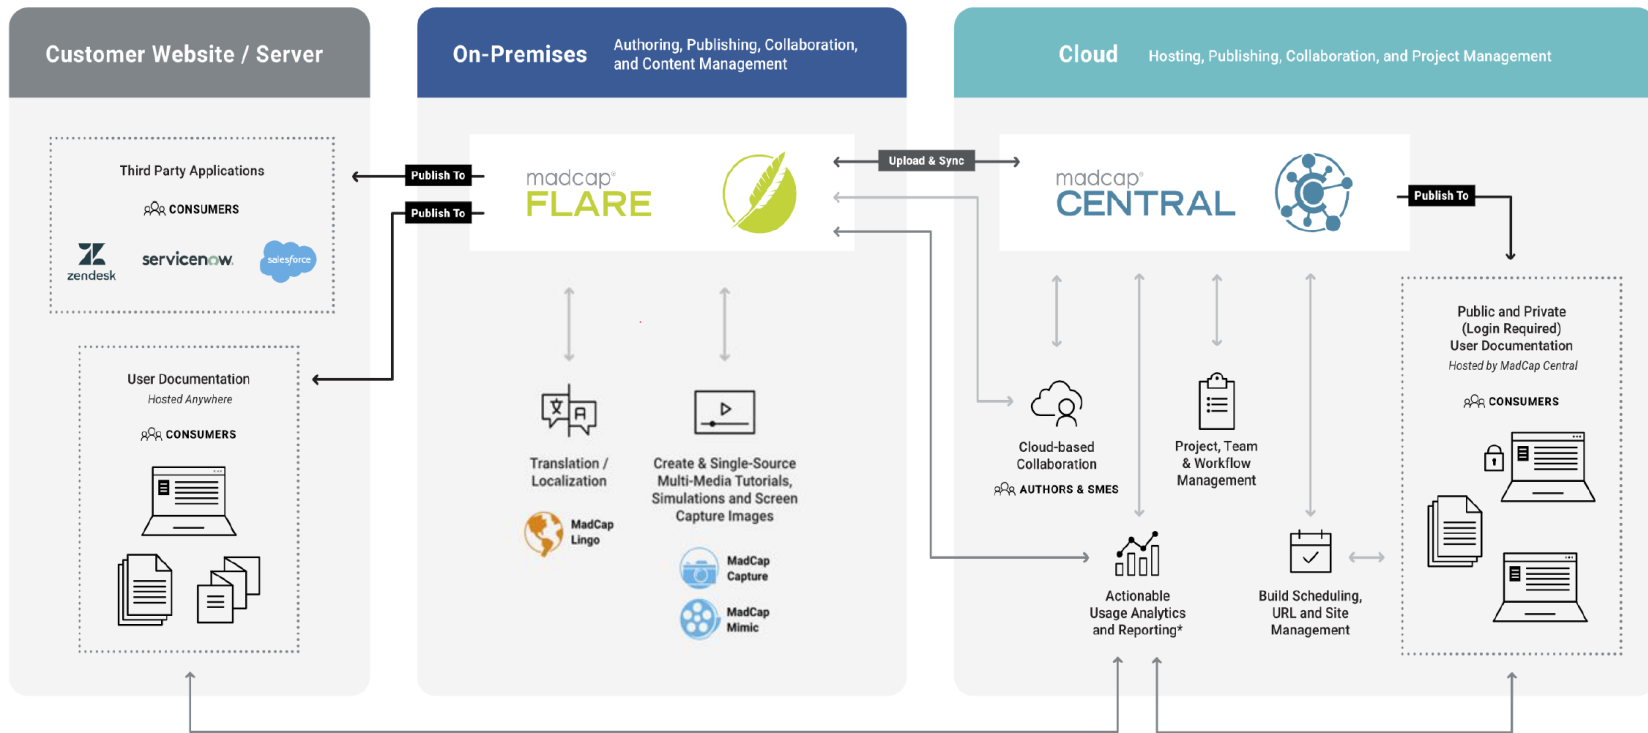 Customer Website / Server
Third Party Applications
CONSUMERS
zendesk
servicenow.
salesforce
User Documentation
Hosted Anywhere
CONSUMERS
On-Premises
Authoring, Publishing, Collaboration,
and Content Management
Publish To
Publish To
madcap®
FLARE
Translation /
Localization
MadCap
Lingo
Create & Single-Source
Multi-Media Tutorials,
Simulations and Screen
Capture Images
MadCap
Capture
MadCap
Mimic
Upload & Sync
Cloud
Hosting, Publishing, Collaboration, and Project Management
madcap®
CENTRAL
Publish To
Cloud-based
Collaboration
AUTHORS & SMES
Project, Team
& Workflow
Management
Actionable
Usage Analytics
and Reporting*
Build Scheduling,
URL and Site
Management
Public and Private
(Login Required)
User Documentation
Hosted by MadCap Central
CONSUMERS